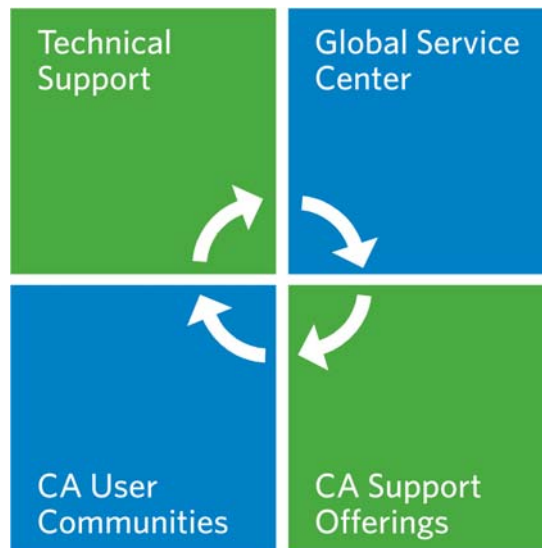 Technical
Support
Global Service
Center
CA User
Communities
CA Support
Offerings